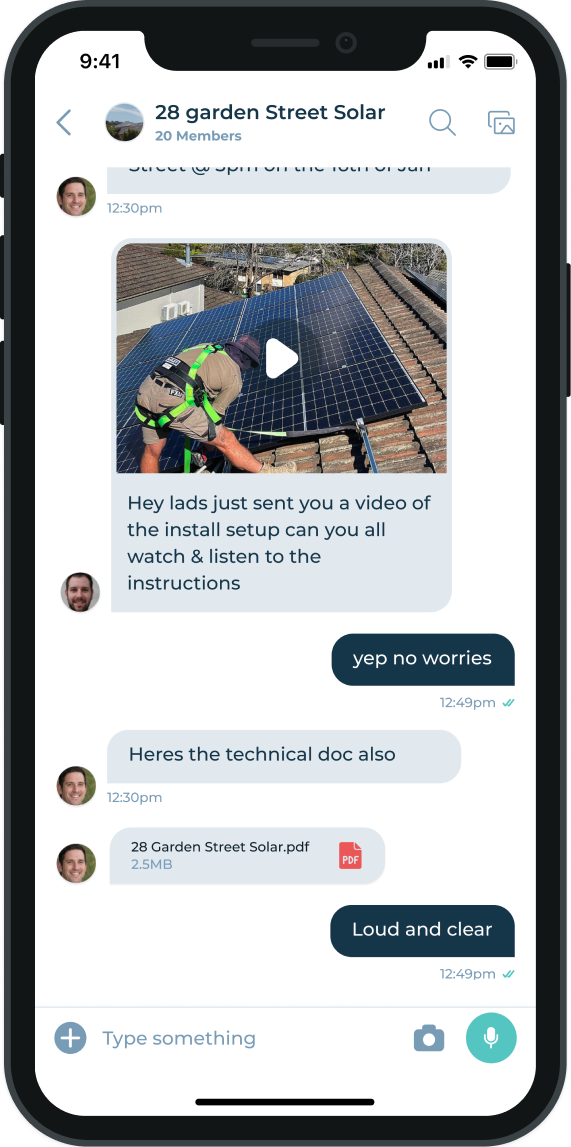 9:41
28 garden Street Solar
20 Members
Street @ 3pm on the 16th of Jan
12:30pm
Hey lads just sent you a video of
the install setup can you all
watch & listen to the
instructions
yep no worries
12:49pm
Heres the technical doc also
12:30pm
28 Garden Street Solar.pdf
2.5MB
PDF
Loud and clear
12:49pm
Type something